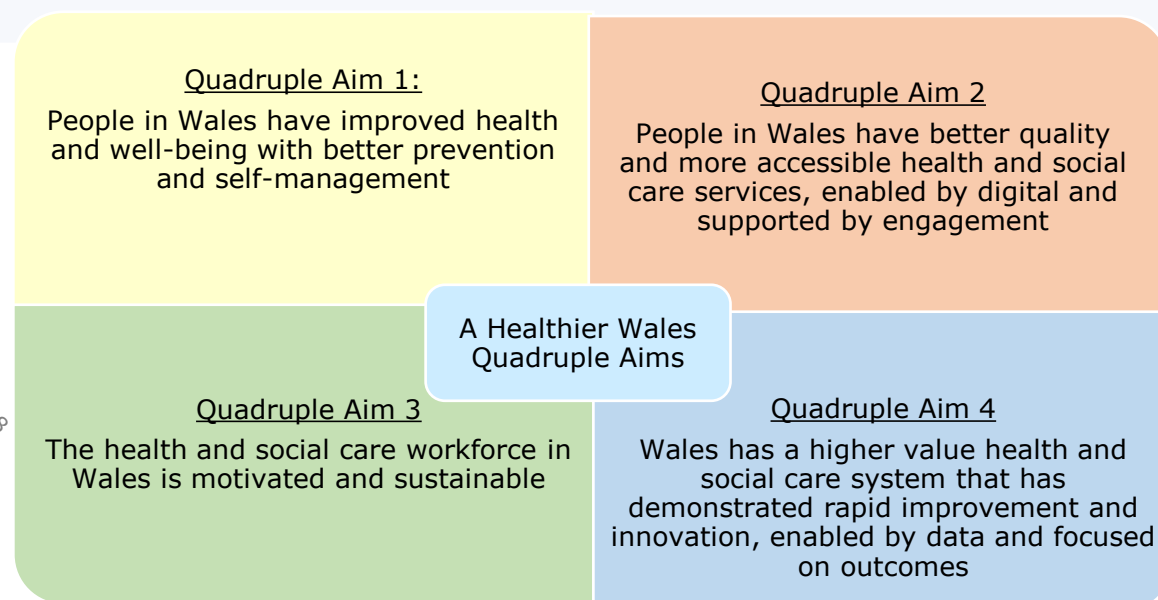 Quadruple Aim 1:
People in Wales have improved health
and well-being with better prevention
and self-management
Quadruple Aim 2
People in Wales have better quality
and more accessible health and social
care services, enabled by digital and
supported by engagement
A Healthier Wales
Quadruple Aims
Quadruple Aim 3
The health and social care workforce in
Wales is motivated and sustainable
Quadruple Aim 4
Wales has a higher value health and
social care system that has
demonstrated rapid improvement and
innovation, enabled by data and focused
on outcomes